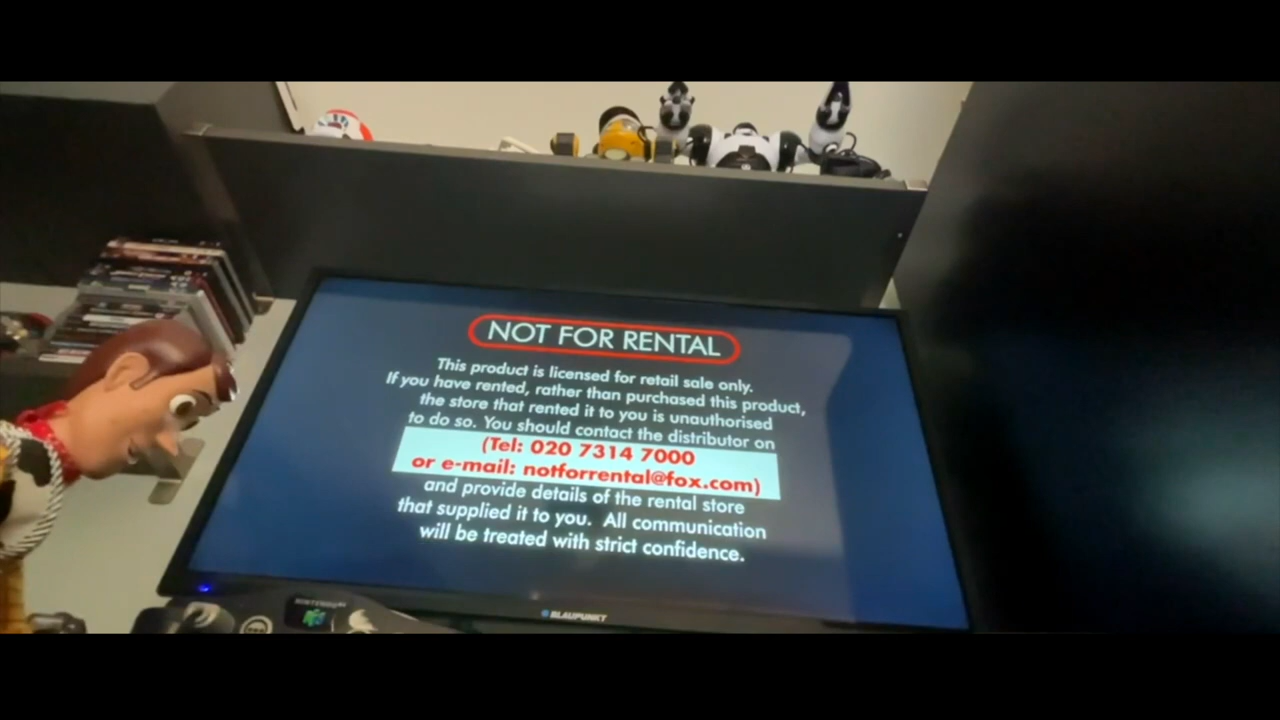 NOT FOR RENTAL
This product is licensed for retail sale only.
If you have rented, rather than purchased this product,
the store that rented it to you is unauthorised
to do so. You should contact the distributor on
(Tel: 020 7314 7000
or e-mail: notforrental@fox.com)
and provide details of the rental store
that supplied it to you. All communication
will be treated with strict confidence.
BLAUPUNKT
NINTENDO 64